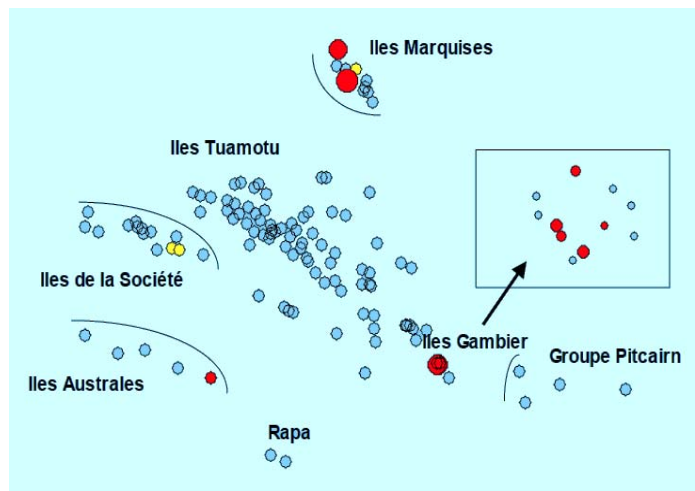 Iles Marquises
Iles Tuamotu
Iles de la Société
Iles Gambier
Groupe Pitcairn
Iles Australes
Rapa